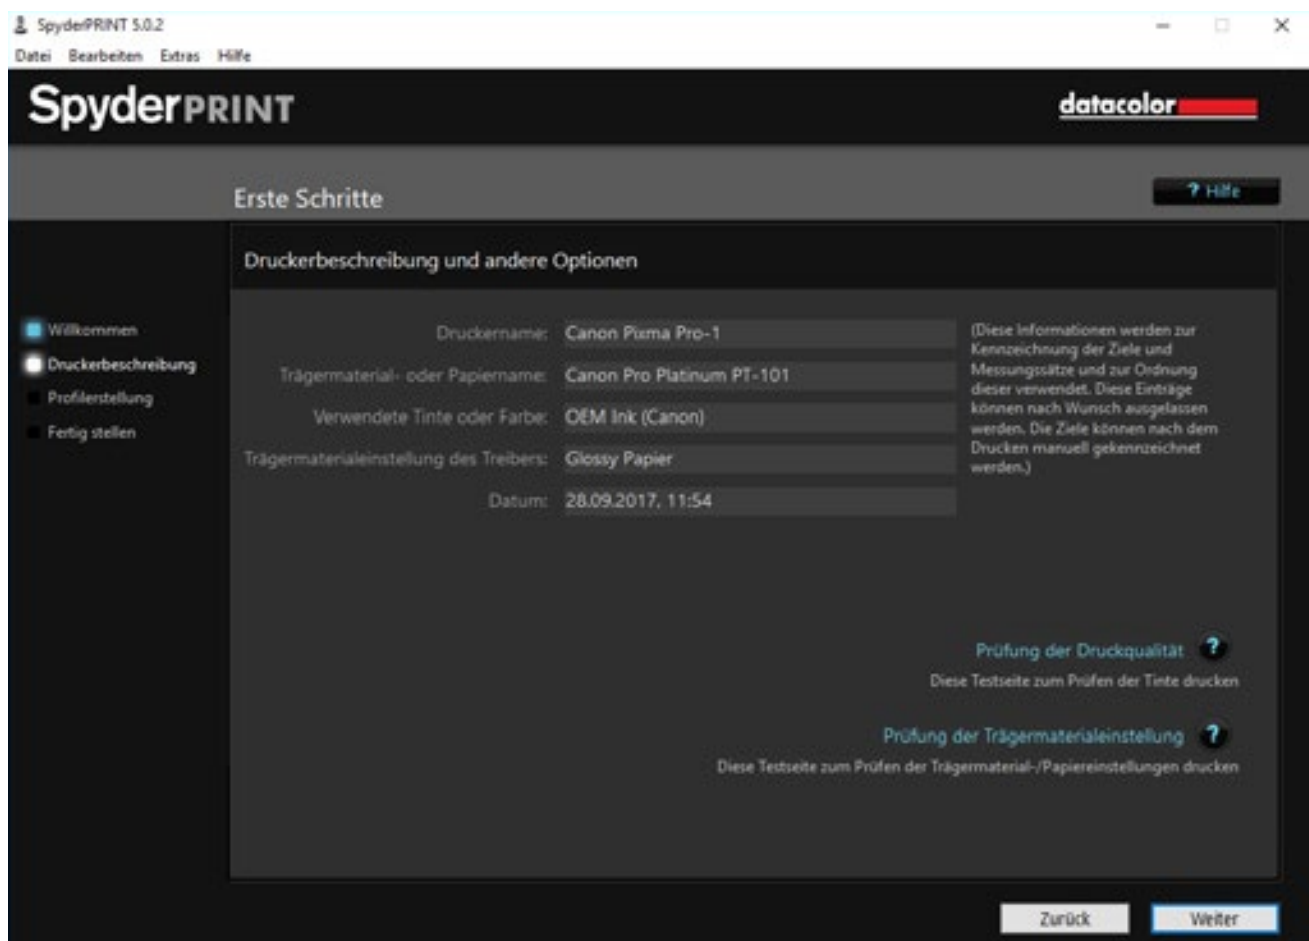 SpyderPRINT 5.0.2
Datei Bearbeiten Extras Hilfe
SpyderPRINT
datacolor
Erste Schritte
? Hilfe
Druckerbeschreibung und andere Optionen
Willkommen
Druckerbeschreibung
Profilerstellung
Fertig stellen
Druckername: Canon Pixma Pro-1
Trägermaterial- oder Papiername: Canon Pro Platinum PT-101
Verwendete Tinte oder Farbe: OEM Ink (Canon)
Trägermaterialeinstellung des Treibers: Glossy Papier
Datum: 28.09.2017, 11:54
(Diese Informationen werden zur
Kennzeichnung der Ziele und
Messungssätze und zur Ordnung
dieser verwendet. Diese Einträge
können nach Wunsch ausgelassen
werden. Die Ziele können nach dem
Drucken manuell gekennzeichnet
werden.)
Prüfung der Druckqualität ?
Diese Testseite zum Prüfen der Tinte drucken
Prüfung der Trägermaterialeinstellung ?
Diese Testseite zum Prüfen der Trägermaterial-/Papiereinstellungen drucken
Zurück
Weiter